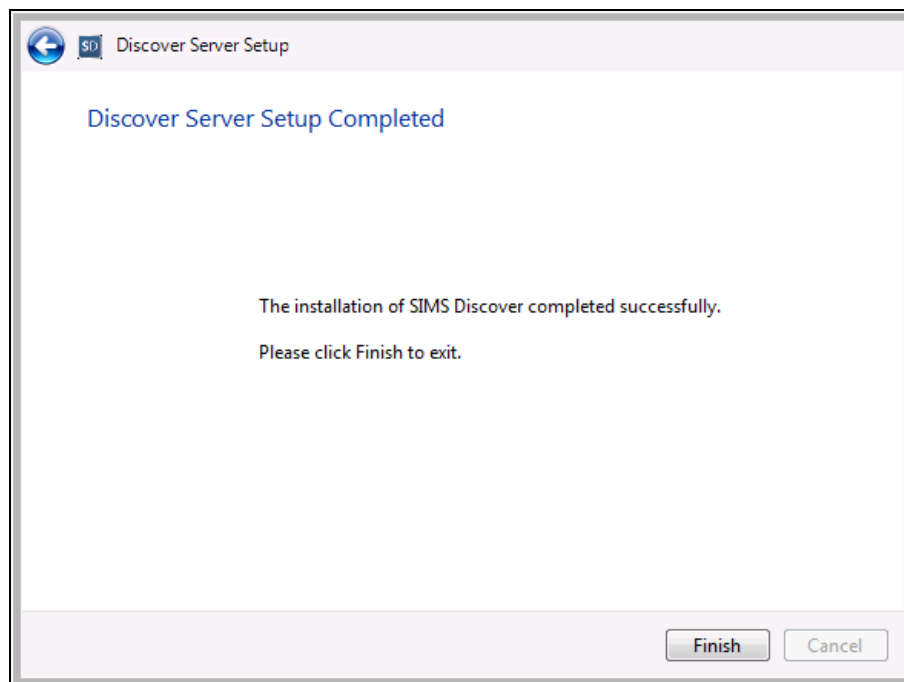 SD Discover Server Setup
Discover Server Setup Completed
The installation of SIMS Discover completed successfully.
Please click Finish to exit.
Finish Cancel